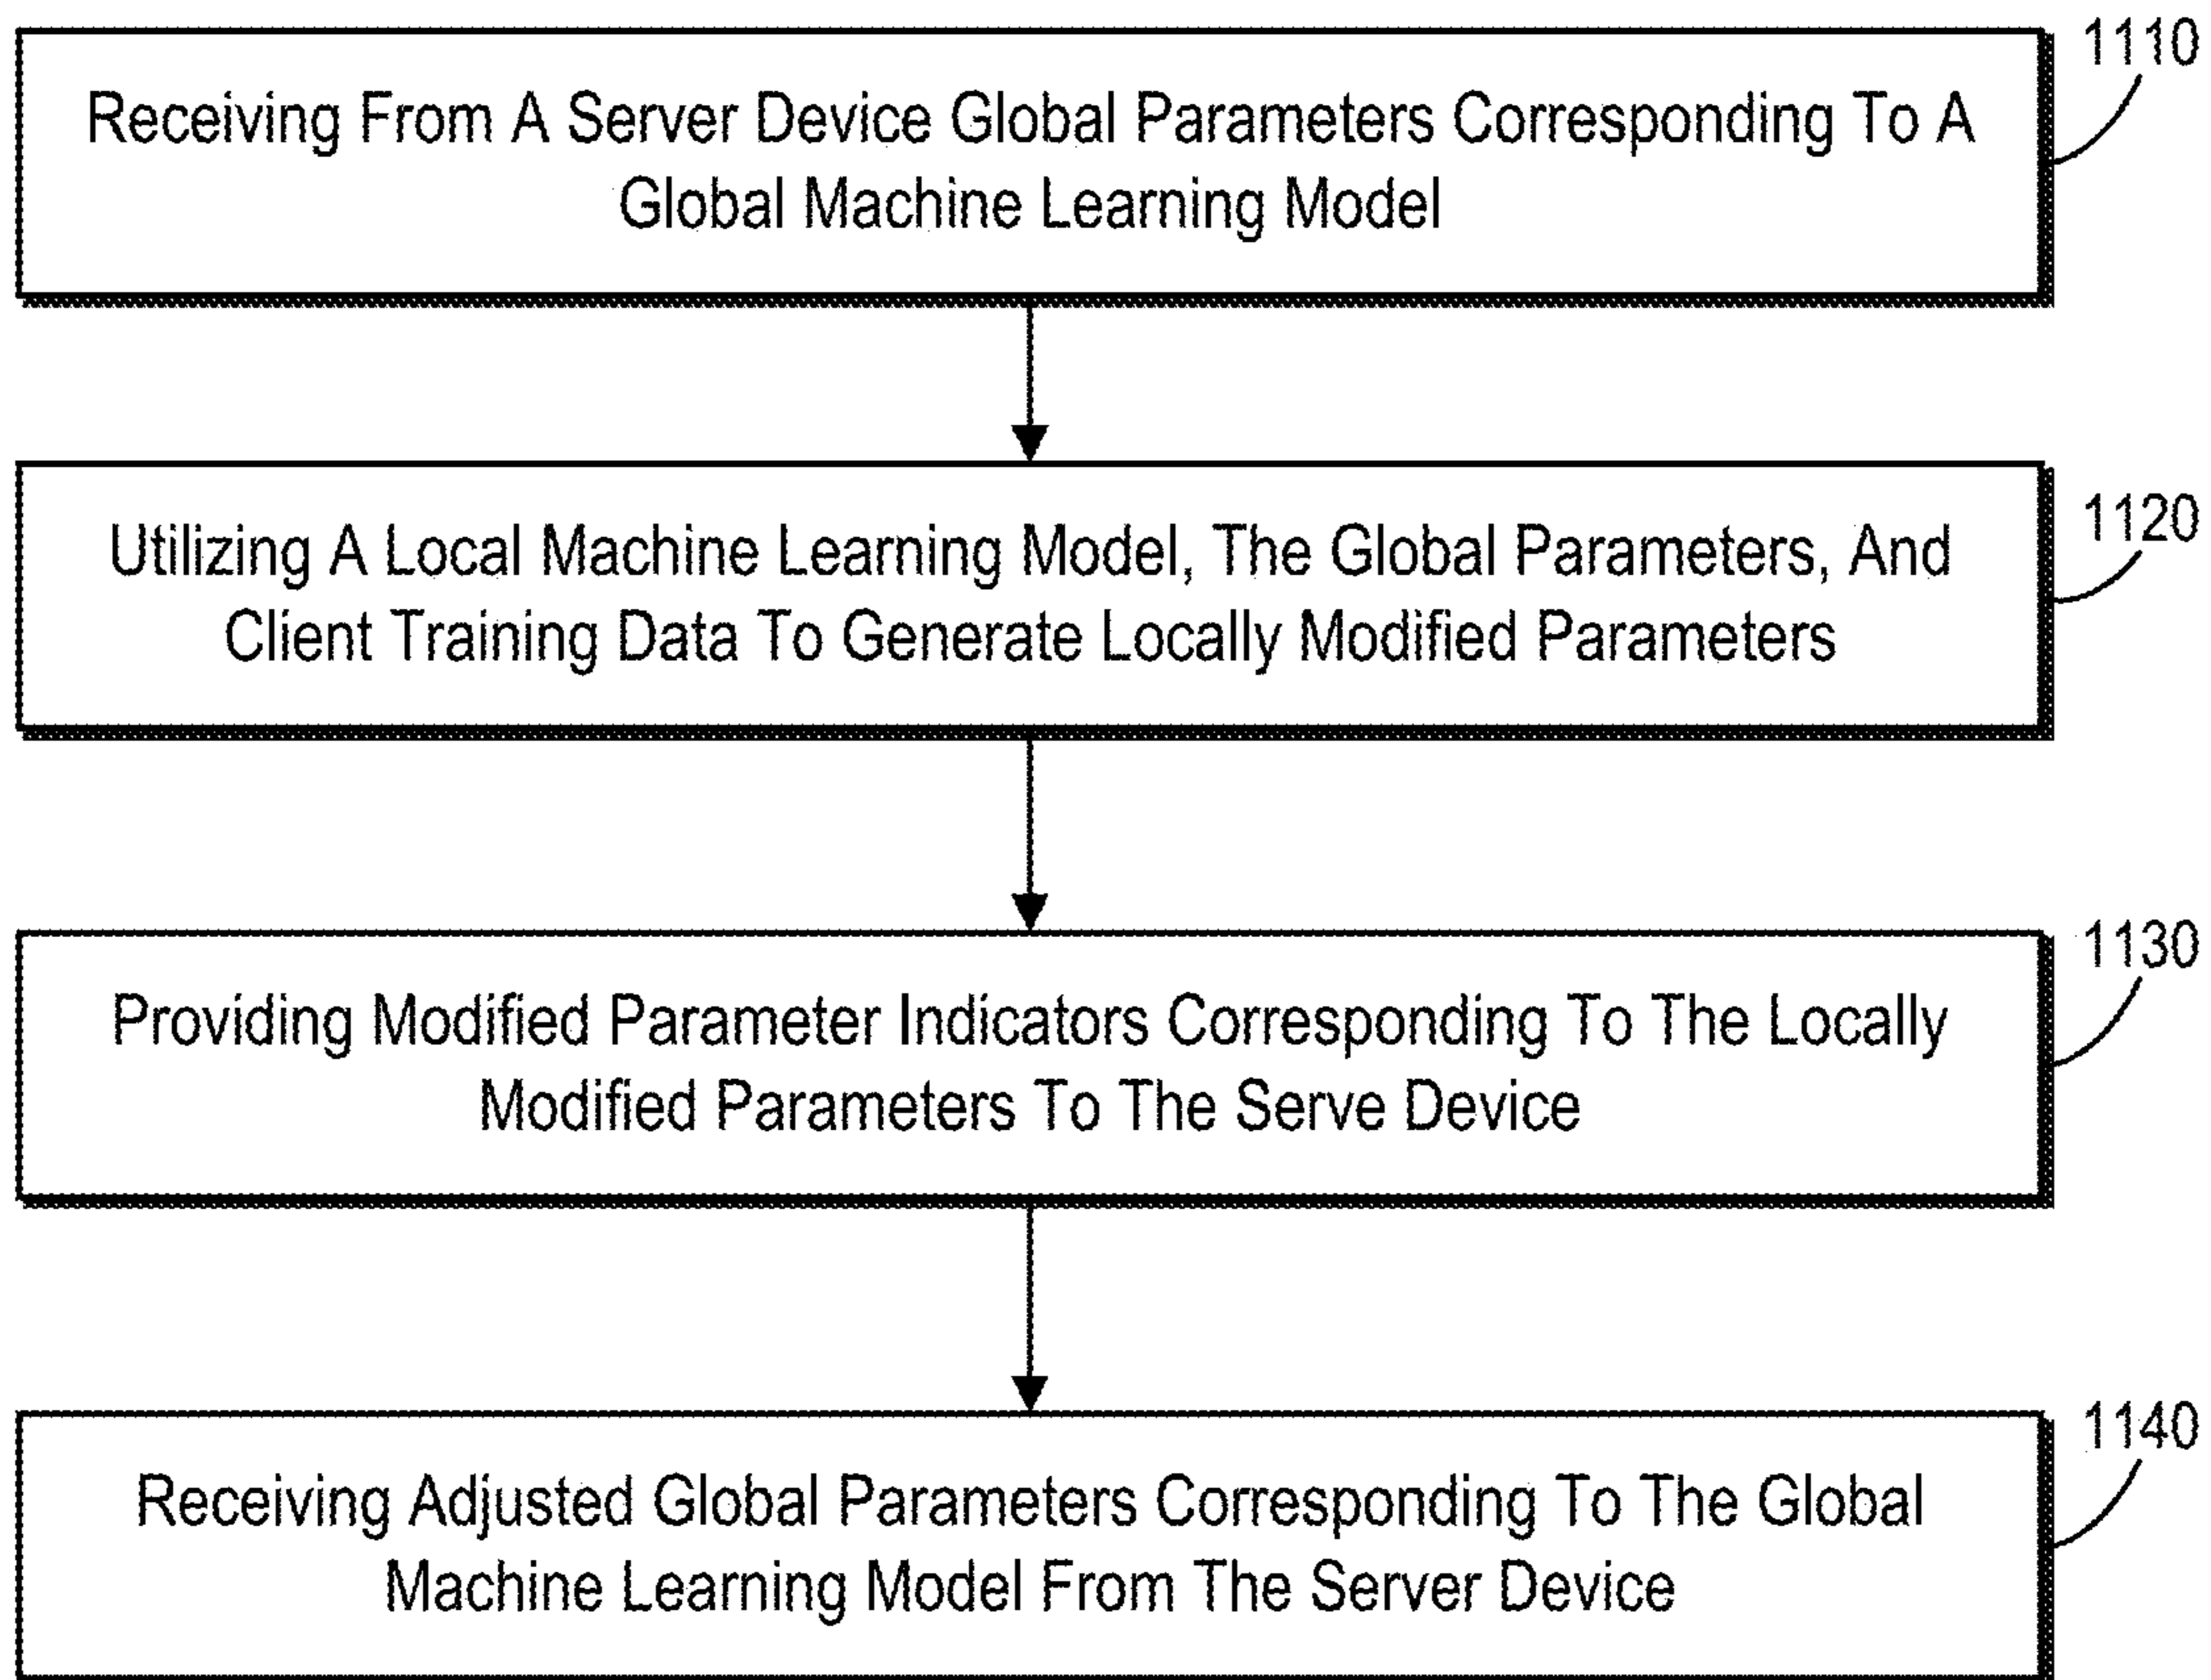 1110
Receiving From A Server Device Global Parameters Corresponding To A
Global Machine Learning Model
1120
Utilizing A Local Machine Learning Model, The Global Parameters, And
Client Training Data To Generate Locally Modified Parameters
1130
Providing Modified Parameter Indicators Corresponding To The Locally
Modified Parameters To The Serve Device
1140
Receiving Adjusted Global Parameters Corresponding To The Global
Machine Learning Model From The Server Device